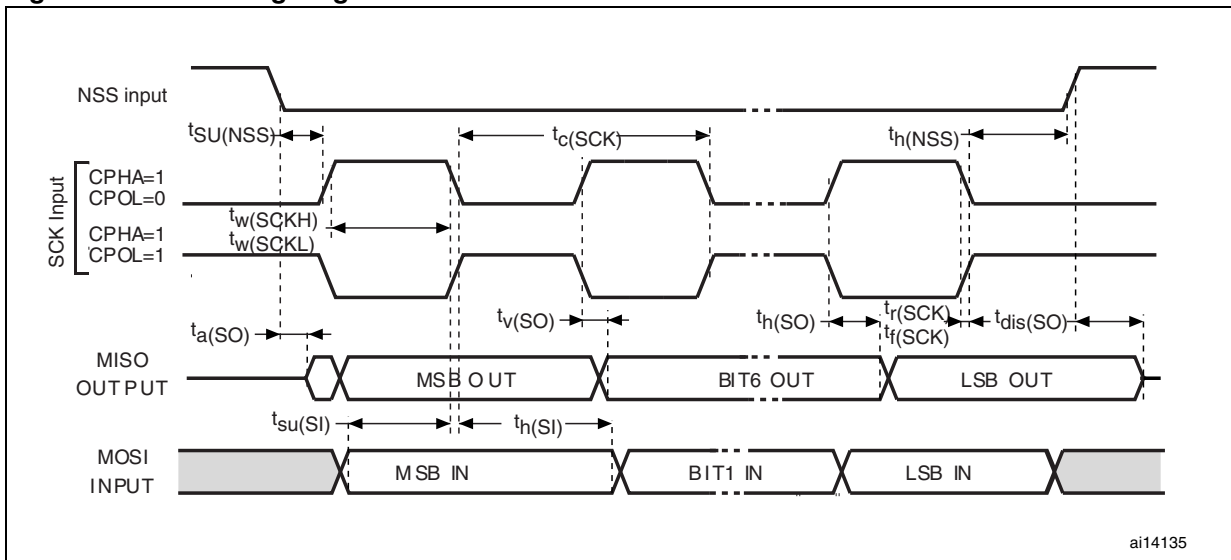 NSS input
tSU(NSS)
tc(SCK)
th(NSS)
SCK Input
CPHA=1
CPOL=0
CPHA=1
CPOL=1
tw(SCKH)
tw(SCKL)
ta(SO)
tv(SO)
th(SO)
tr(SCK)
tf(SCK)
tdis(SO)
MISO
OUTPUT
MSB OUT
BIT6 OUT
LSB OUT
tsu(SI)
th(SI)
MOSI
INPUT
MSB IN
BIT1 IN
LSB IN
ai14135